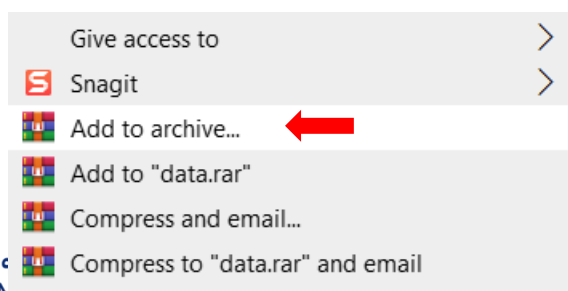 Give access to
Snagit
Add to archive...
Add to "data.rar"
Compress and email...
Compress to "data.rar" and email